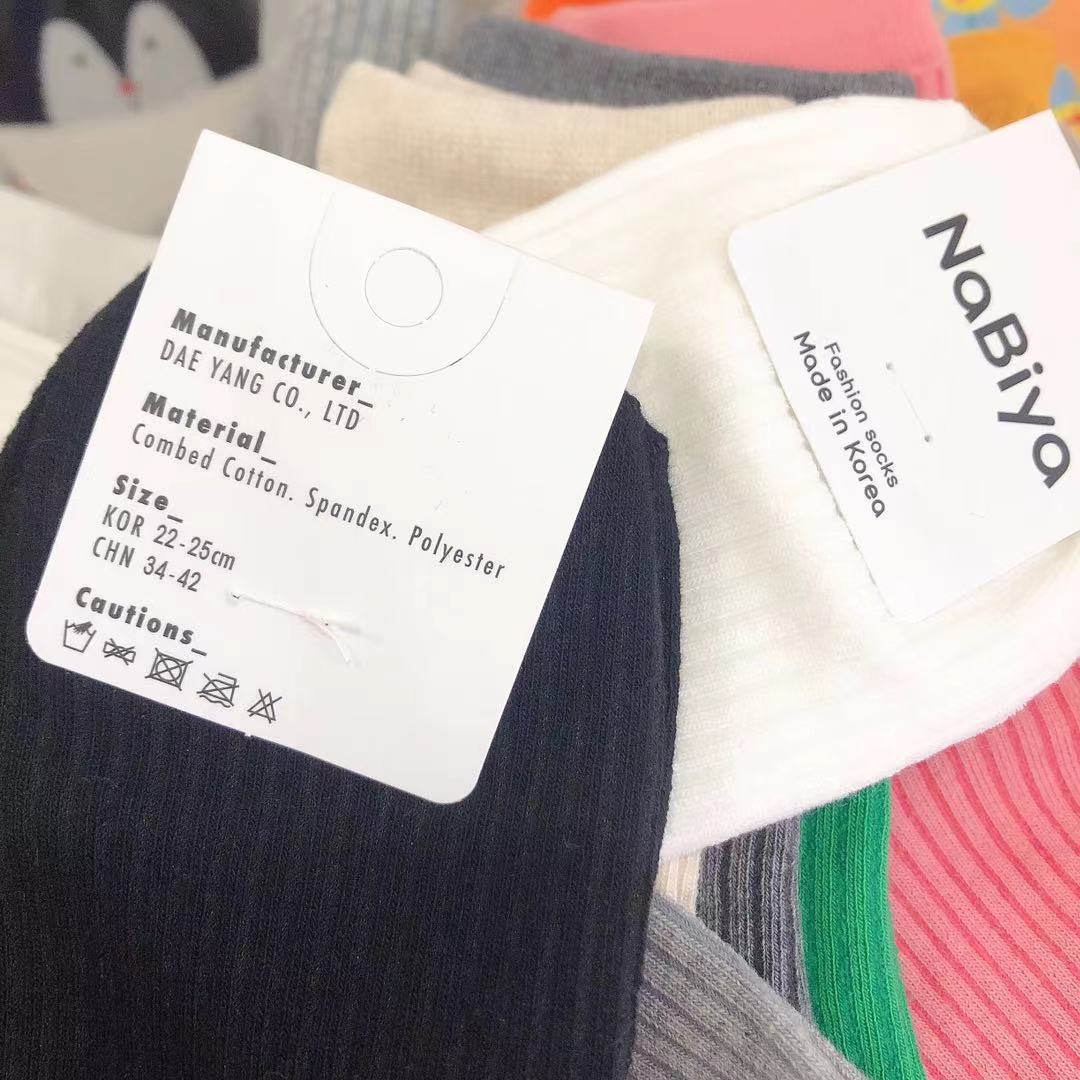 Manufacturer_
DAE YANG CO., LTD
Material_
Combed Cotton. Spandex. Polyester
Size_
KOR 22-25cm
CHN 34-42
Cautions_
NaBiya
Fashion socks
Made in Korea